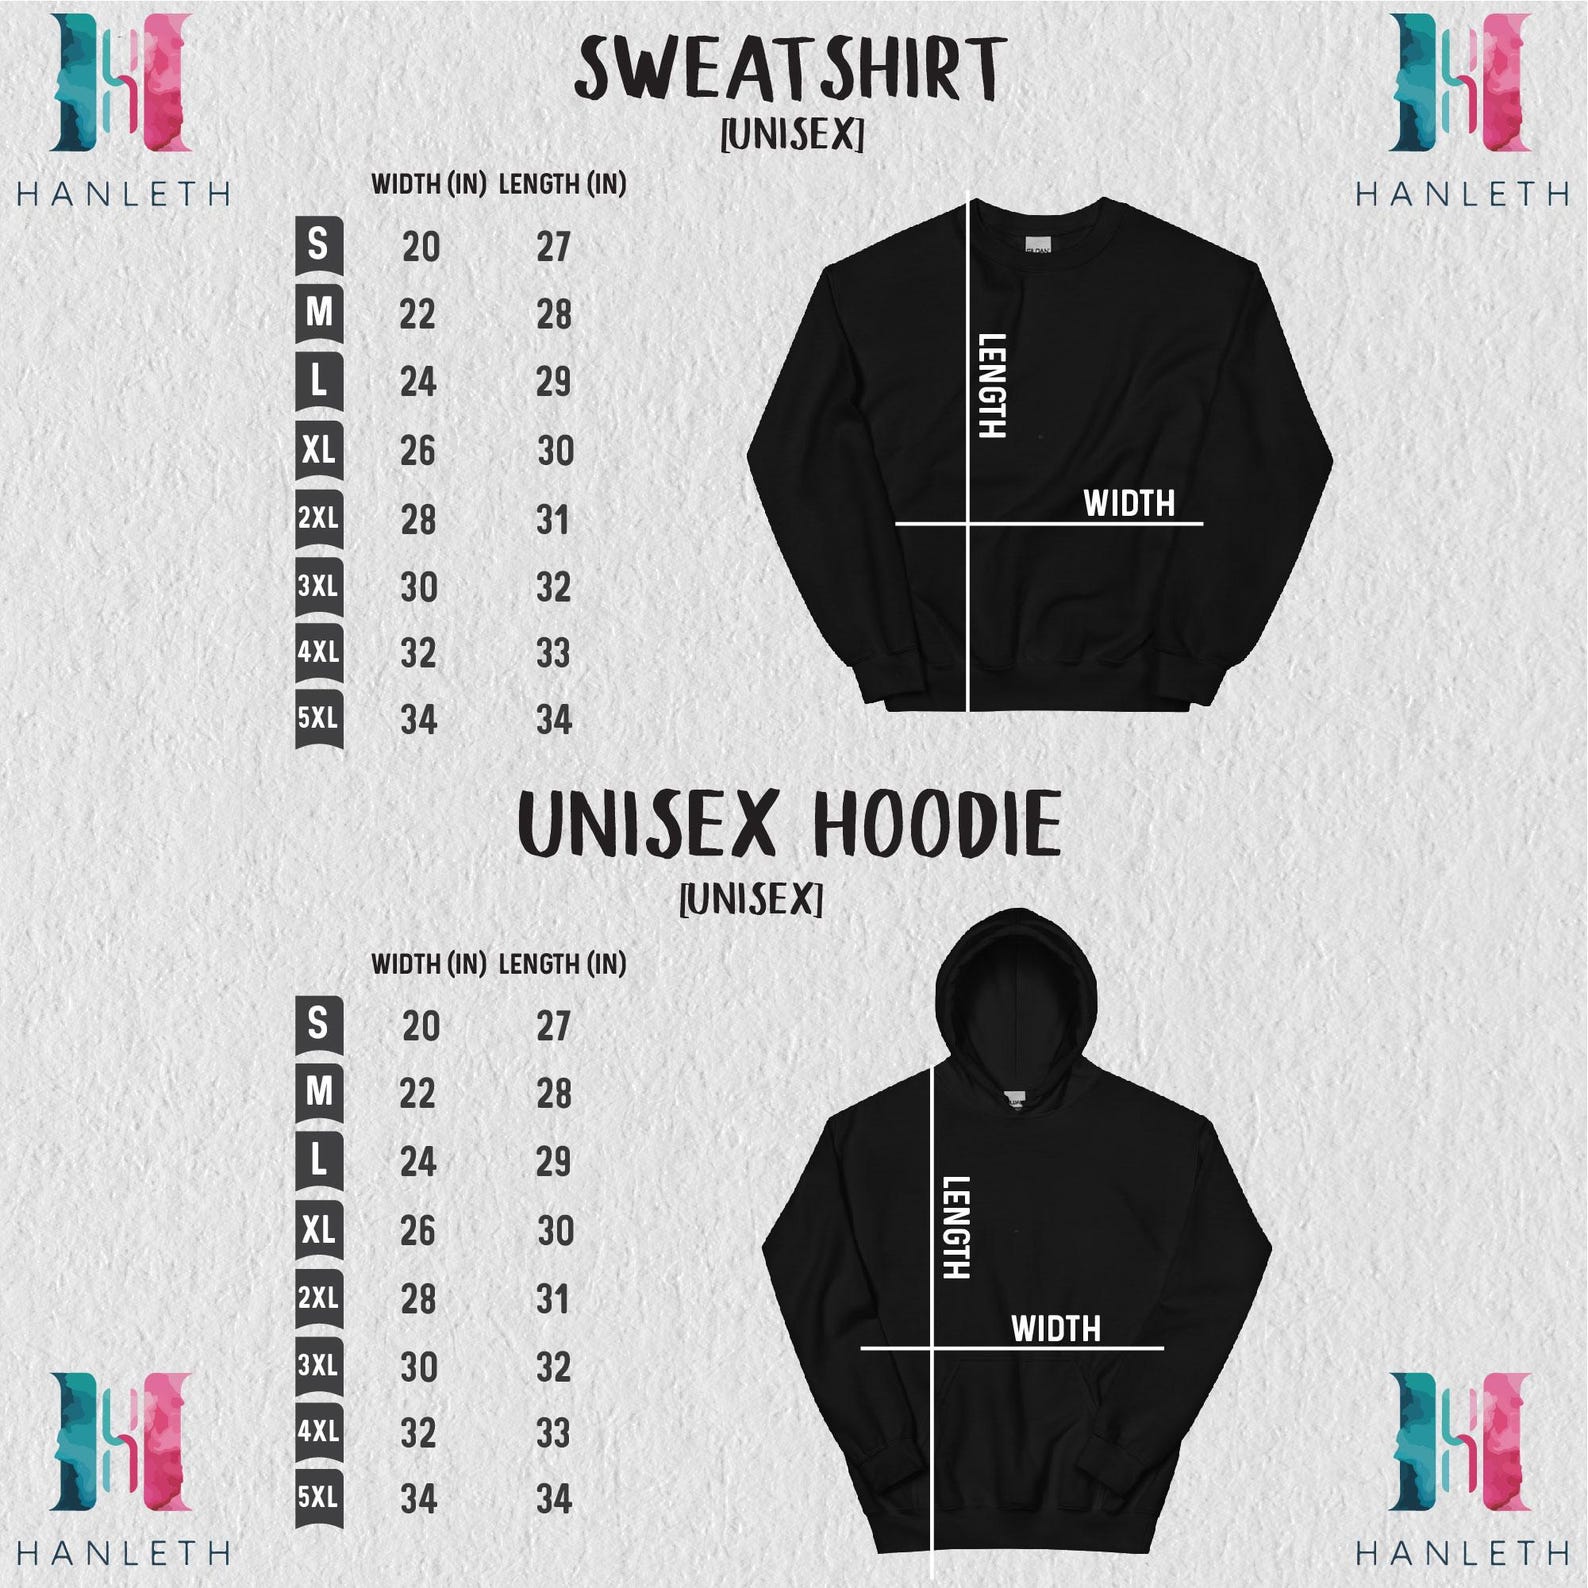 HANLETH
HANLETH
SWEATSHIRT
[UNISEX]
WIDTH (IN) LENGTH (IN)
S 20 27
M 22 28
L 24 29
XL 26 30
2XL 28 31
3XL 30 32
4XL 32 33
5XL 34 34
LENGTH
WIDTH
UNISEX HOODIE
[UNISEX]
WIDTH (IN) LENGTH (IN)
S 20 27
M 22 28
L 24 29
XL 26 30
2XL 28 31
3XL 30 32
4XL 32 33
5XL 34 34
LENGTH
WIDTH
HANLETH
HANLETH